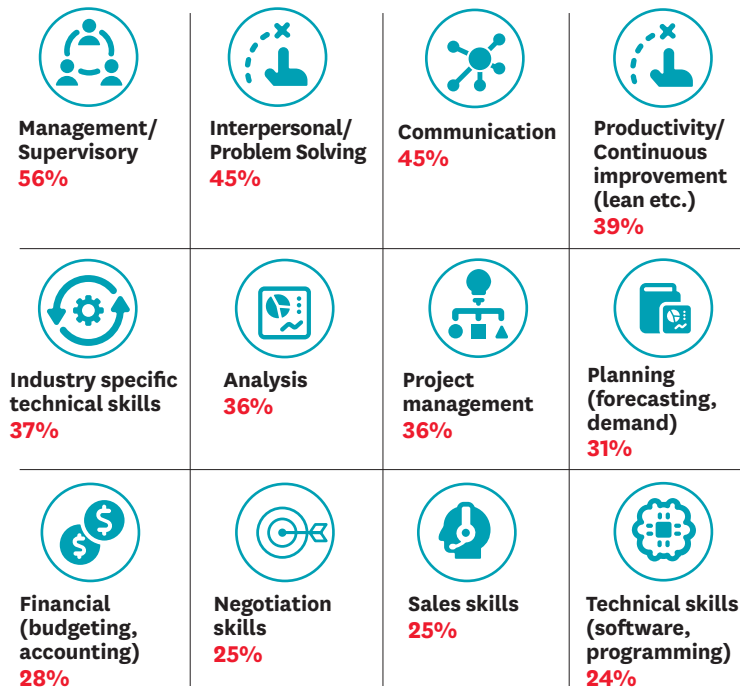 Management/
Supervisory
56%
Interpersonal/
Problem Solving
45%
Communication
45%
Productivity/
Continuous
improvement
(lean etc.)
39%
Industry specific
technical skills
37%
Analysis
36%
Project
management
36%
Planning
(forecasting,
demand)
31%
Financial
(budgeting,
accounting)
28%
Negotiation
skills
25%
Sales skills
25%
Technical skills
(software,
programming)
24%